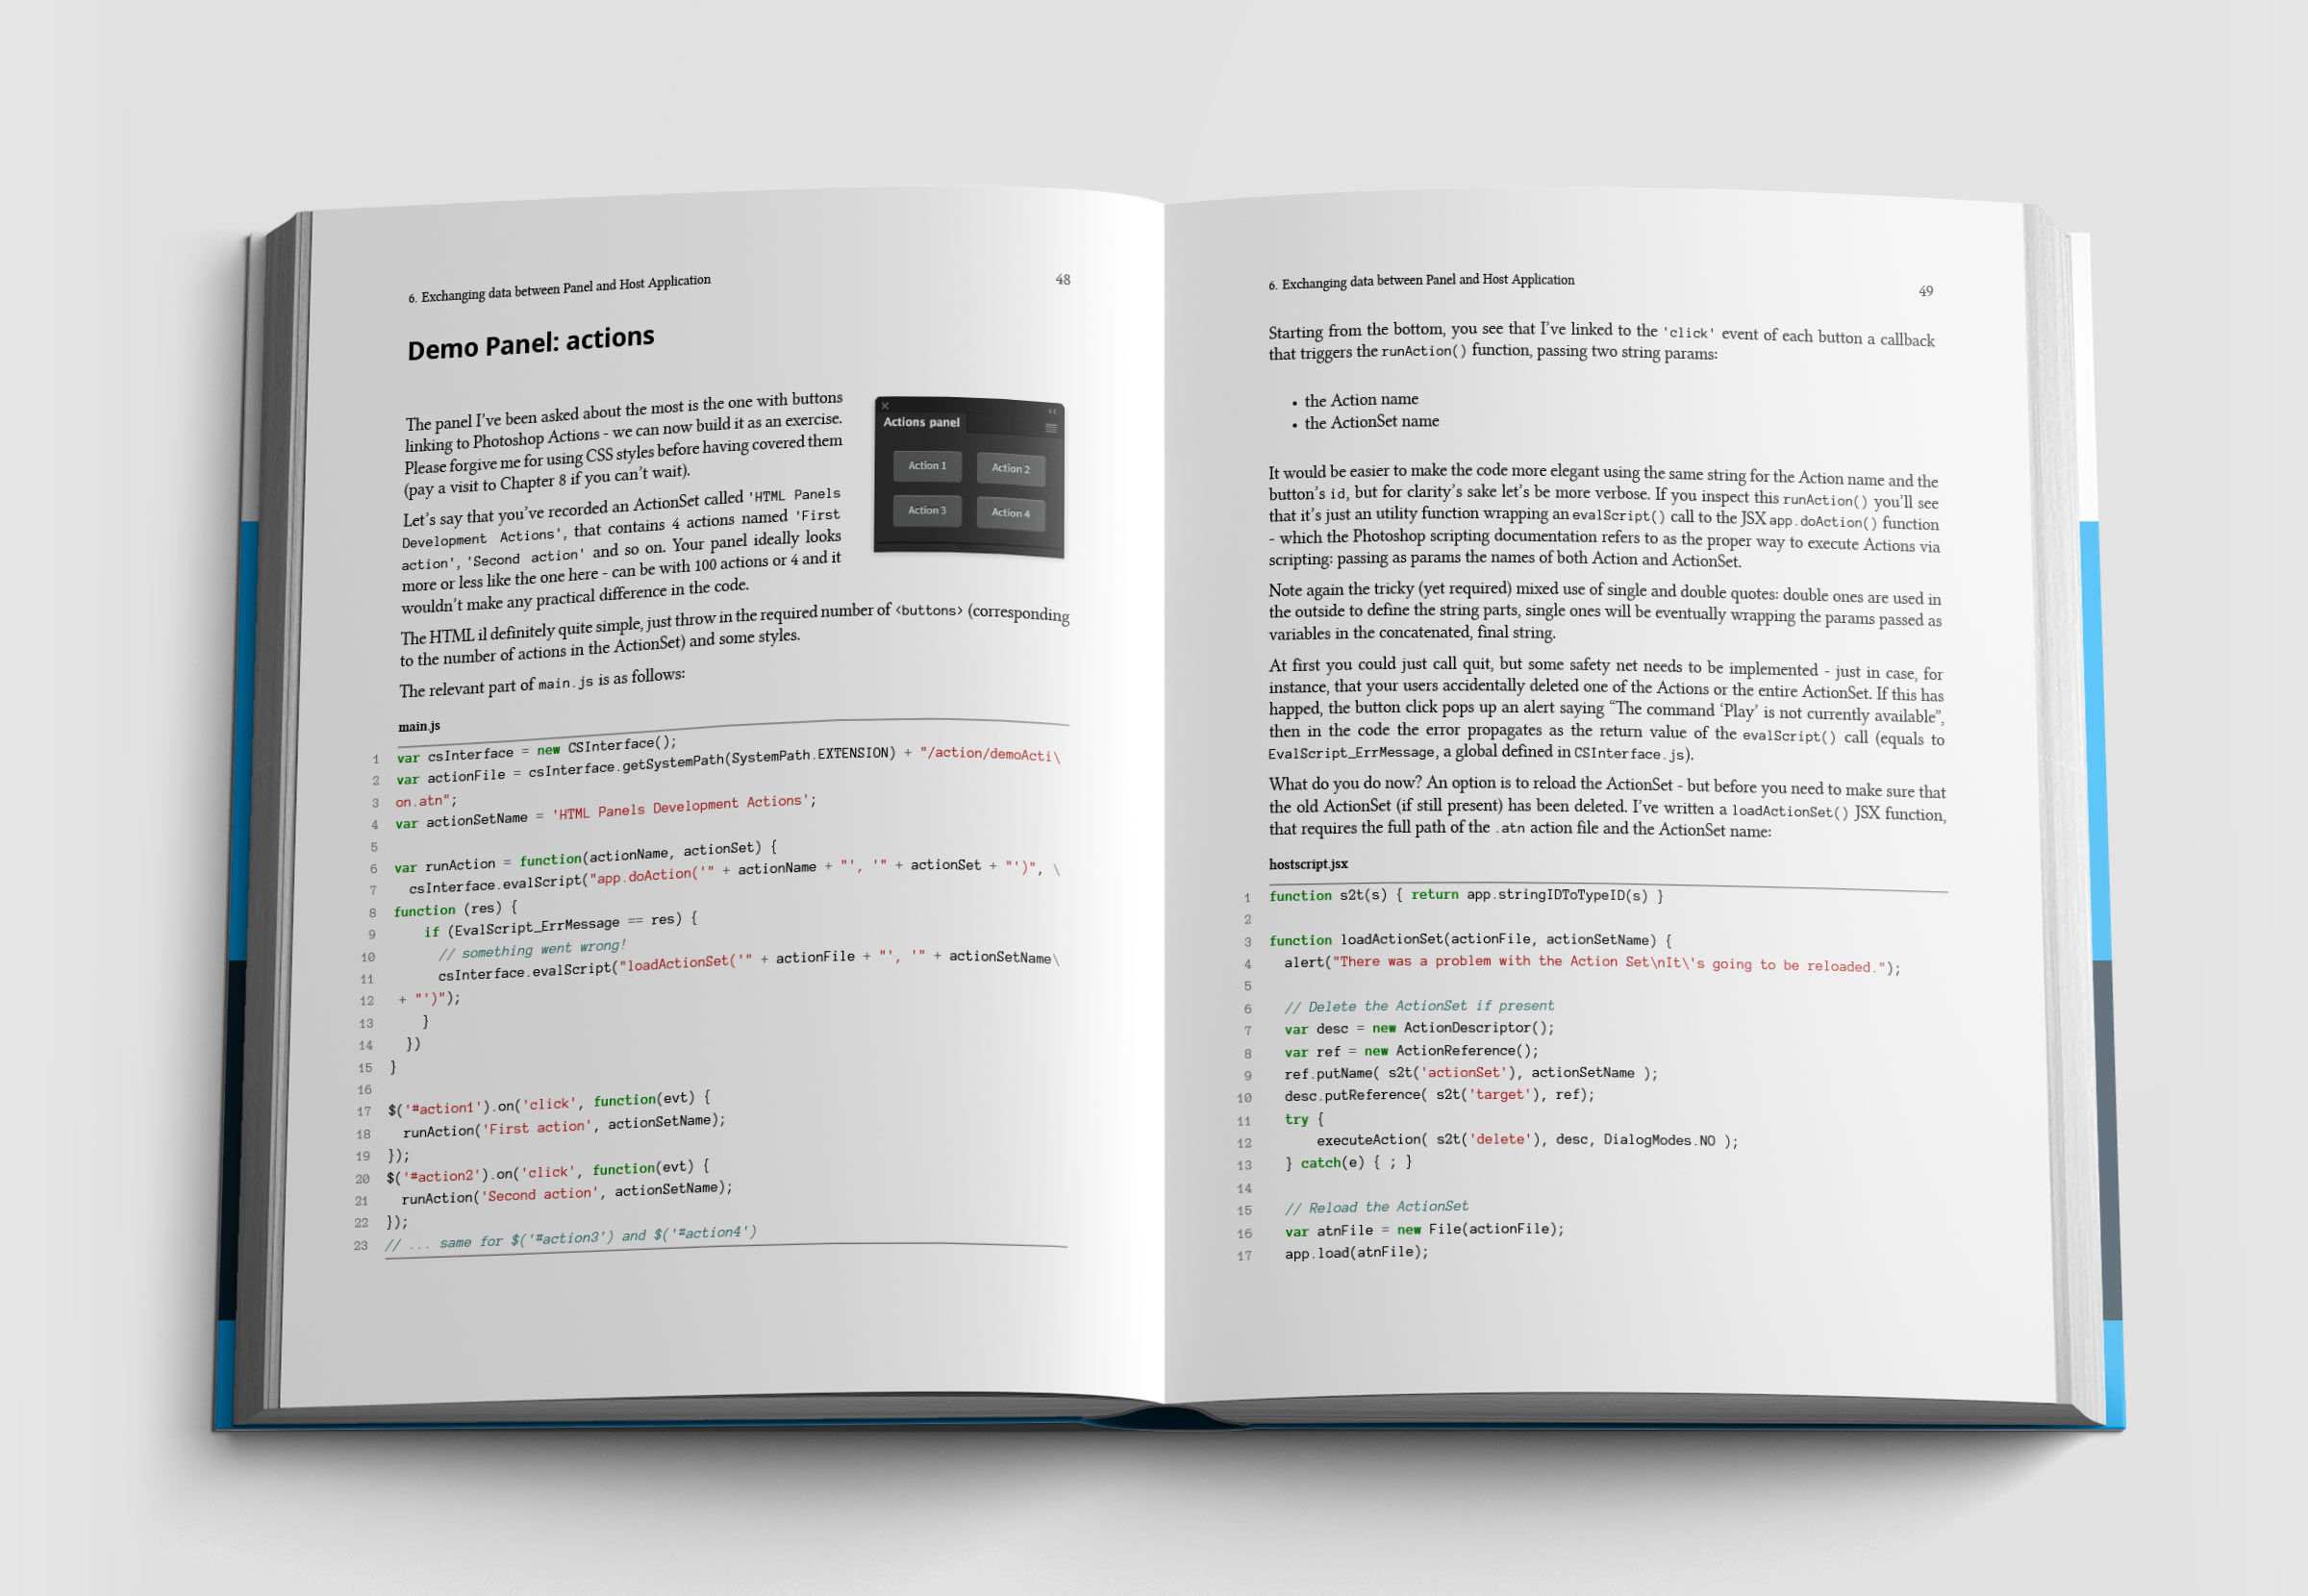 6. Exchanging data between Panel and Host Application
48
Demo Panel: actions
The panel I've been asked about the most is the one with buttons
linking to Photoshop Actions - we can now build it as an exercise.
Please forgive me for using CSS styles before having covered them
(pay a visit to Chapter 8 if you can't wait).
Let's say that you've recorded an ActionSet called 'HTML Panels
Development Actions', that contains 4 actions named 'First
action', 'Second action' and so on. Your panel ideally looks
more or less like the one here - can be with 100 actions or 4 and it
wouldn't make any practical difference in the code.
Actions panel
Action 1 Action 2
Action 3 Action 4
The HTML il definitely quite simple, just throw in the required number of <buttons> (corresponding
to the number of actions in the ActionSet) and some styles.
The relevant part of main.js is as follows:
main.js
1 var csInterface = new CSInterface();
2 var actionFile = csInterface.getSystemPath(SystemPath.EXTENSION) + "/action/demoActi\
3 on.atn";
4 var actionSetName = 'HTML Panels Development Actions';
5
6 var runAction = function(actionName, actionSet) {
7   csInterface.evalScript("app.doAction('" + actionName + "', '" + actionSet + "')", \
8 function (res) {
9     if (EvalScript_ErrMessage == res) {
10       // something went wrong!
11       csInterface.evalScript("loadActionSet('" + actionFile + "', '" + actionSetName\
12  + "')");
13     }
14   })
15 }
16
17 $('#action1').on('click', function(evt) {
18   runAction('First action', actionSetName);
19 });
20 $('#action2').on('click', function(evt) {
21   runAction('Second action', actionSetName);
22 });
23 // ... same for $('#action3') and $('#action4')
6. Exchanging data between Panel and Host Application
49
Starting from the bottom, you see that I've linked to the 'click' event of each button a callback
that triggers the runAction() function, passing two string params:
• the Action name
• the ActionSet name
It would be easier to make the code more elegant using the same string for the Action name and the
button's id, but for clarity's sake let's be more verbose. If you inspect this runAction() you'll see
that it's just an utility function wrapping an evalScript() call to the JSX app.doAction() function
- which the Photoshop scripting documentation refers to as the proper way to execute Actions via
scripting: passing as params the names of both Action and ActionSet.
Note again the tricky (yet required) mixed use of single and double quotes: double ones are used in
the outside to define the string parts, single ones will be eventually wrapping the params passed as
variables in the concatenated, final string.
At first you could just call quit, but some safety net needs to be implemented - just in case, for
instance, that your users accidentally deleted one of the Actions or the entire ActionSet. If this has
happed, the button click pops up an alert saying “The command ‘Play’ is not currently available”,
then in the code the error propagates as the return value of the evalScript() call (equals to
EvalScript_ErrMessage, a global defined in CSInterface.js).
What do you do now? An option is to reload the ActionSet - but before you need to make sure that
the old ActionSet (if still present) has been deleted. I've written a loadActionSet() JSX function,
that requires the full path of the .atn action file and the ActionSet name:
hostscript.jsx
1 function s2t(s) { return app.stringIDToTypeID(s) }
2
3 function loadActionSet(actionFile, actionSetName) {
4   alert("There was a problem with the Action Set\nIt\'s going to be reloaded.");
5
6   // Delete the ActionSet if present
7   var desc = new ActionDescriptor();
8   var ref = new ActionReference();
9   ref.putName( s2t('actionSet'), actionSetName );
10   desc.putReference( s2t('target'), ref);
11   try {
12       executeAction( s2t('delete'), desc, DialogModes.NO );
13   } catch(e) { ; }
14
15   // Reload the ActionSet
16   var atnFile = new File(actionFile);
17   app.load(atnFile);